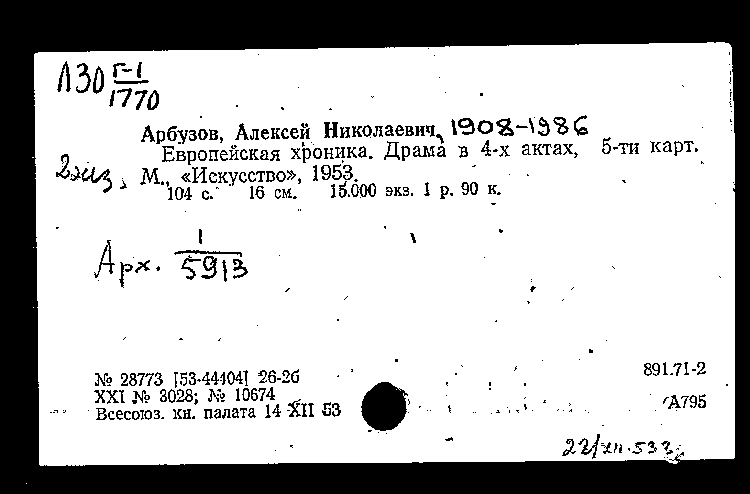 Л30 Г-1
1770
Арбузов, Алексей Николаевич, 1908-1986
Европейская хроника. Драма в 4-х актах, 5-ти карт.
2 экз. М., «Искусство», 1953.
104 с. 16 см. 15.000 экз. 1 р. 90 к.
1
Арх. 5913
№ 28773 [53-44404] 26-2б
891.71-2
XXI № 3028; № 10674
А795
Всесоюз. кн. палата 14 XII 53
22/XII.53